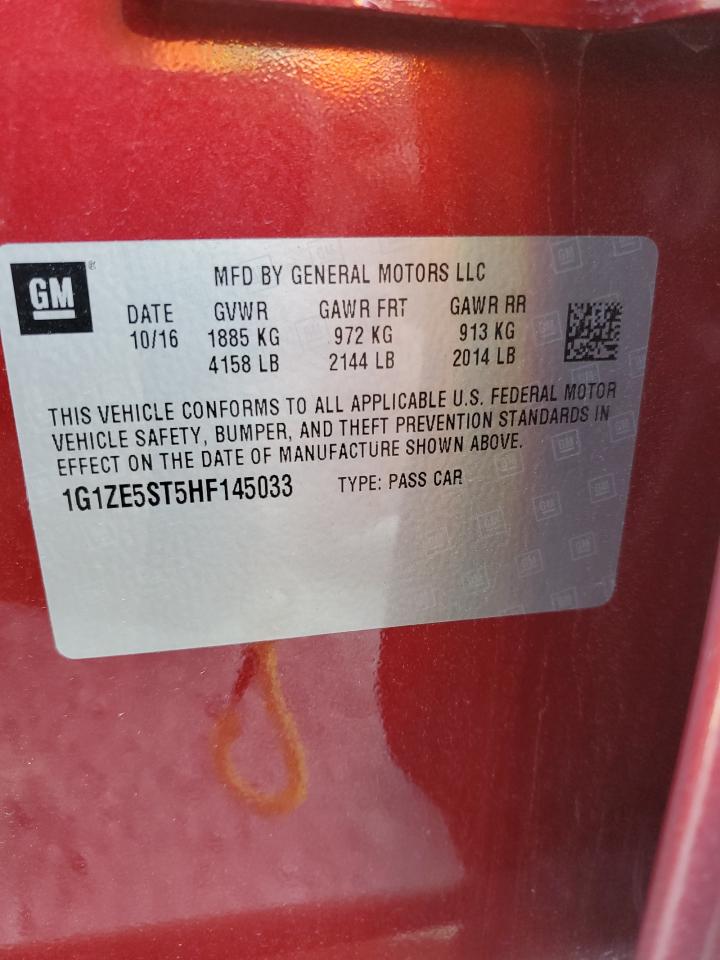 GM ®
MFD BY GENERAL MOTORS LLC
DATE GVWR GAWR FRT GAWR RR
10/16 1885 KG 972 KG 913 KG
4158 LB 2144 LB 2014 LB
THIS VEHICLE CONFORMS TO ALL APPLICABLE U.S. FEDERAL MOTOR
VEHICLE SAFETY, BUMPER, AND THEFT PREVENTION STANDARDS IN
EFFECT ON THE DATE OF MANUFACTURE SHOWN ABOVE.
1G1ZE5ST5HF145033 TYPE: PASS CAR